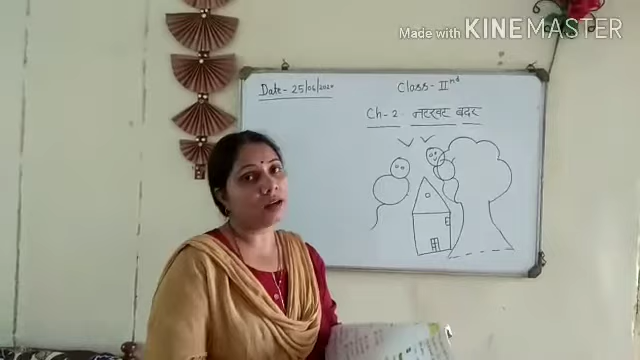 Made with KINEMASTER
Date- 25/06/2020
Class- IInd
Ch-2 नटखट बंदर